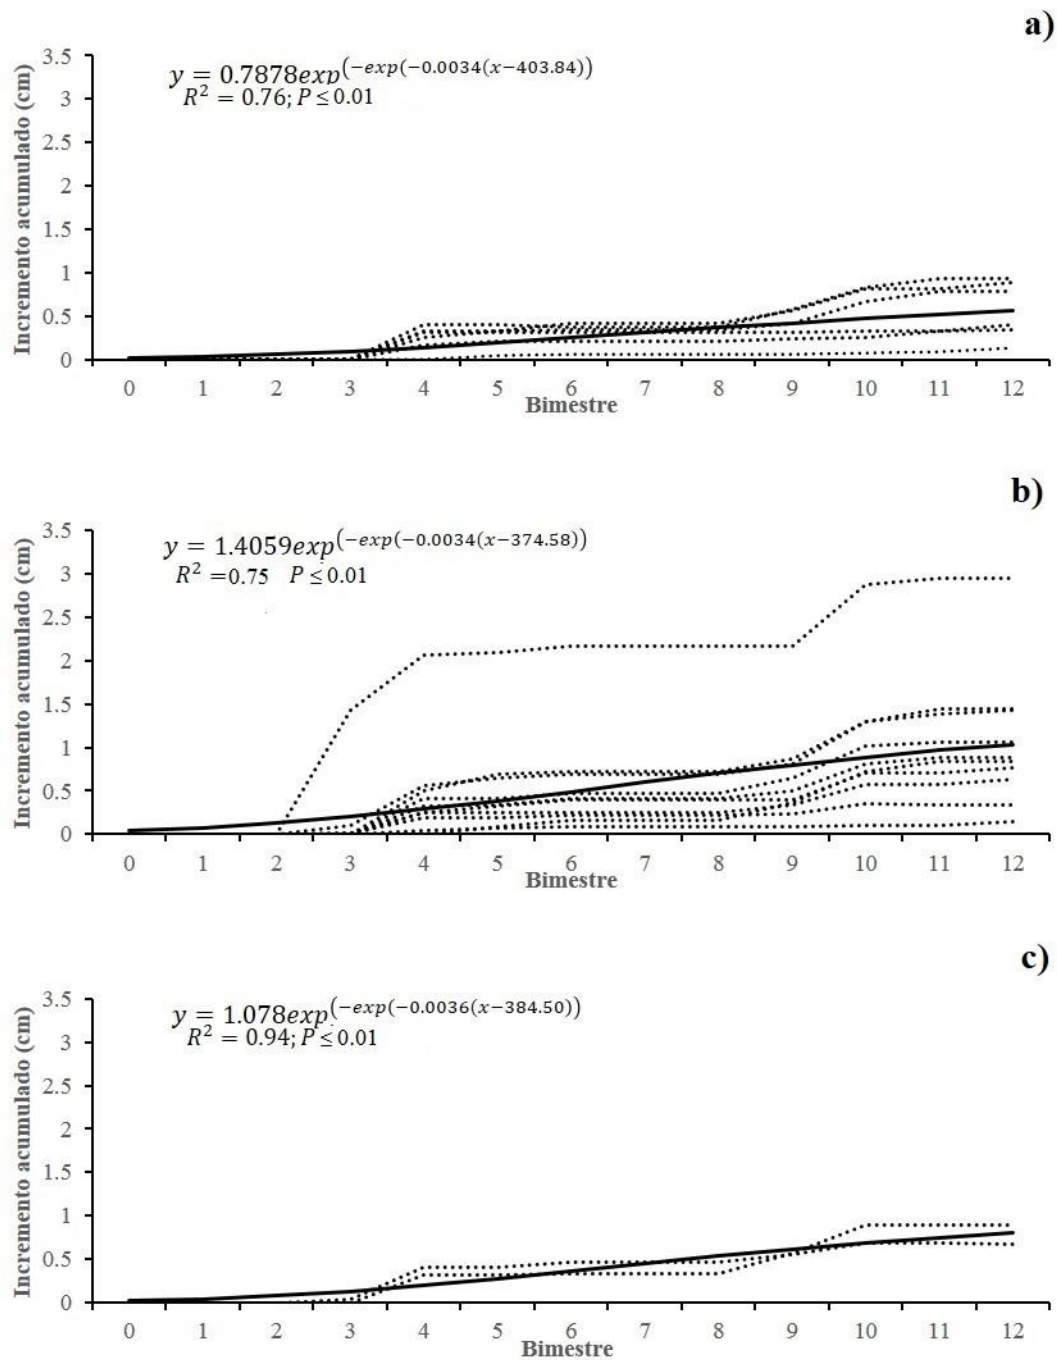 a)
y = 0.7878exp^(−exp(−0.0034(x−403.84))
R² = 0.76; P ≤ 0.01
Incremento acumulado (cm)
3.5
3
2.5
2
1.5
1
0.5
0
0 1 2 3 4 5 6 7 8 9 10 11 12
Bimestre
b)
y = 1.4059exp^(−exp(−0.0034(x−374.58))
R² =0.75 P ≤ 0.01
Incremento acumulado (cm)
3.5
3
2.5
2
1.5
1
0.5
0
0 1 2 3 4 5 6 7 8 9 10 11 12
Bimestre
c)
y = 1.078exp^(−exp(−0.0036(x−384.50))
R² = 0.94; P ≤ 0.01
Incremento acumulado (cm)
3.5
3
2.5
2
1.5
1
0.5
0
0 1 2 3 4 5 6 7 8 9 10 11 12
Bimestre